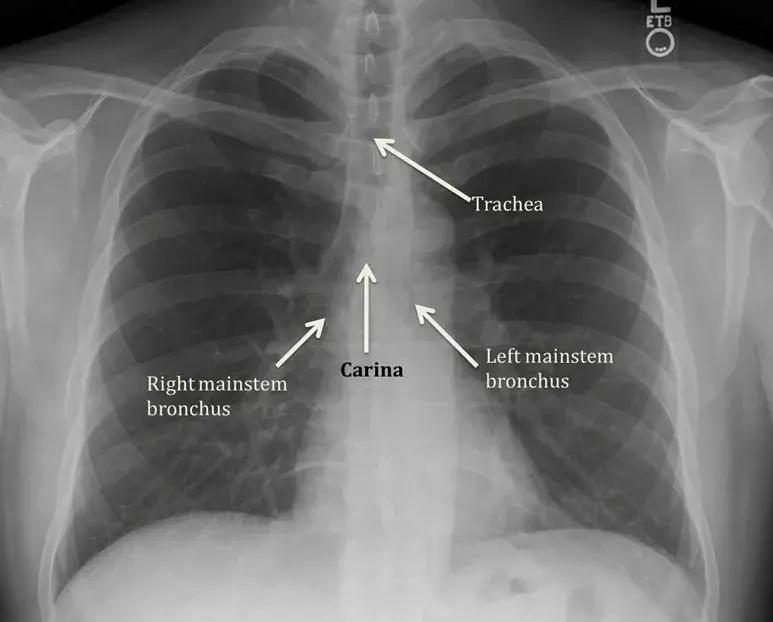 L
ETB
Trachea
Left mainstem
bronchus
Carina
Right mainstem
bronchus